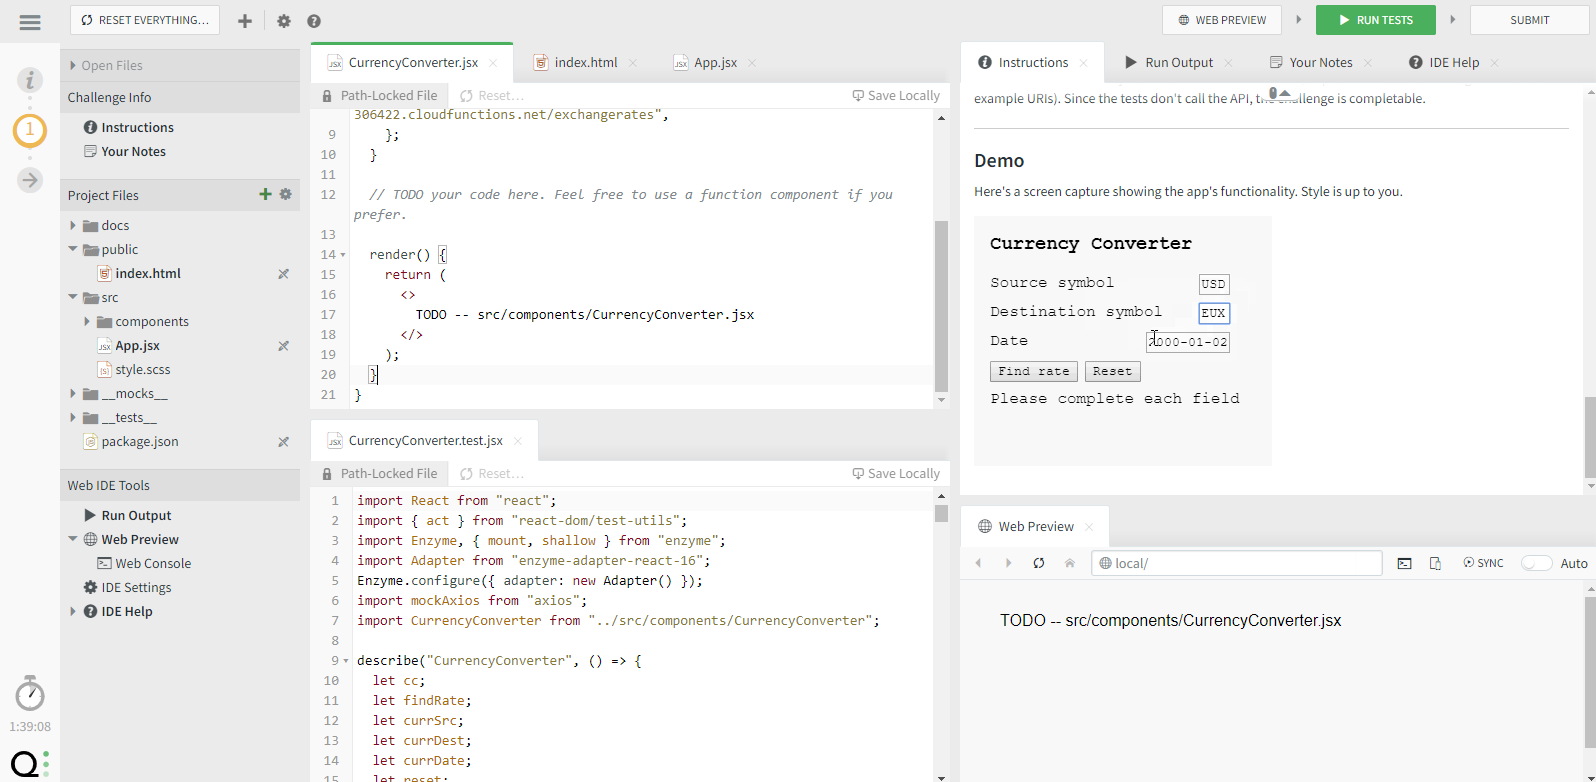 RESET EVERYTHING...
WEB PREVIEW
RUN TESTS
SUBMIT
1
1:39:08
Open Files
Challenge Info
Instructions
Your Notes
Project Files
docs
public
index.html
src
components
App.jsx
style.scss
__mocks__
__tests__
package.json
Web IDE Tools
Run Output
Web Preview
Web Console
IDE Settings
IDE Help
CurrencyConverter.jsx
index.html
App.jsx
Path-Locked File
Reset...
Save Locally
306422.cloudfunctions.net/exchangerates",
9 };
10 }
11
12 // TODO your code here. Feel free to use a function component if you
prefer.
13
14 render() {
15 return (
16 <>
17 TODO -- src/components/CurrencyConverter.jsx
18 </>
19 );
20 }
21 }
CurrencyConverter.test.jsx
Path-Locked File
Reset...
Save Locally
1 import React from "react";
2 import { act } from "react-dom/test-utils";
3 import Enzyme, { mount, shallow } from "enzyme";
4 import Adapter from "enzyme-adapter-react-16";
5 Enzyme.configure({ adapter: new Adapter() });
6 import mockAxios from "axios";
7 import CurrencyConverter from "../src/components/CurrencyConverter";
8
9 describe("CurrencyConverter", () => {
10 let cc;
11 let findRate;
12 let currSrc;
13 let currDest;
14 let currDate;
15 let reset;
Instructions
Run Output
Your Notes
IDE Help
example URIs). Since the tests don't call the API, the challenge is completable.
Demo
Here's a screen capture showing the app's functionality. Style is up to you.
Currency Converter
Source symbol USD
Destination symbol EUX
Date 2000-01-02
Find rate Reset
Please complete each field
Web Preview
local/
SYNC
Auto
TODO -- src/components/CurrencyConverter.jsx